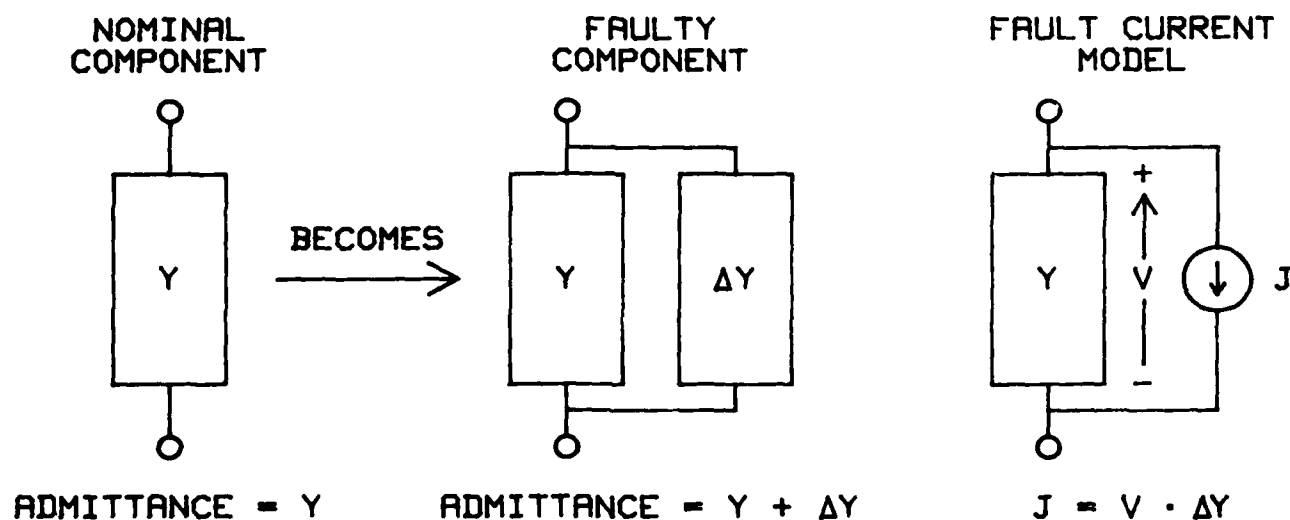 NOMINAL
COMPONENT
Y
ADMITTANCE = Y
BECOMES
FAULTY
COMPONENT
Y
ΔY
ADMITTANCE = Y + ΔY
FAULT CURRENT
MODEL
Y
+
V
-
J
J = V · ΔY